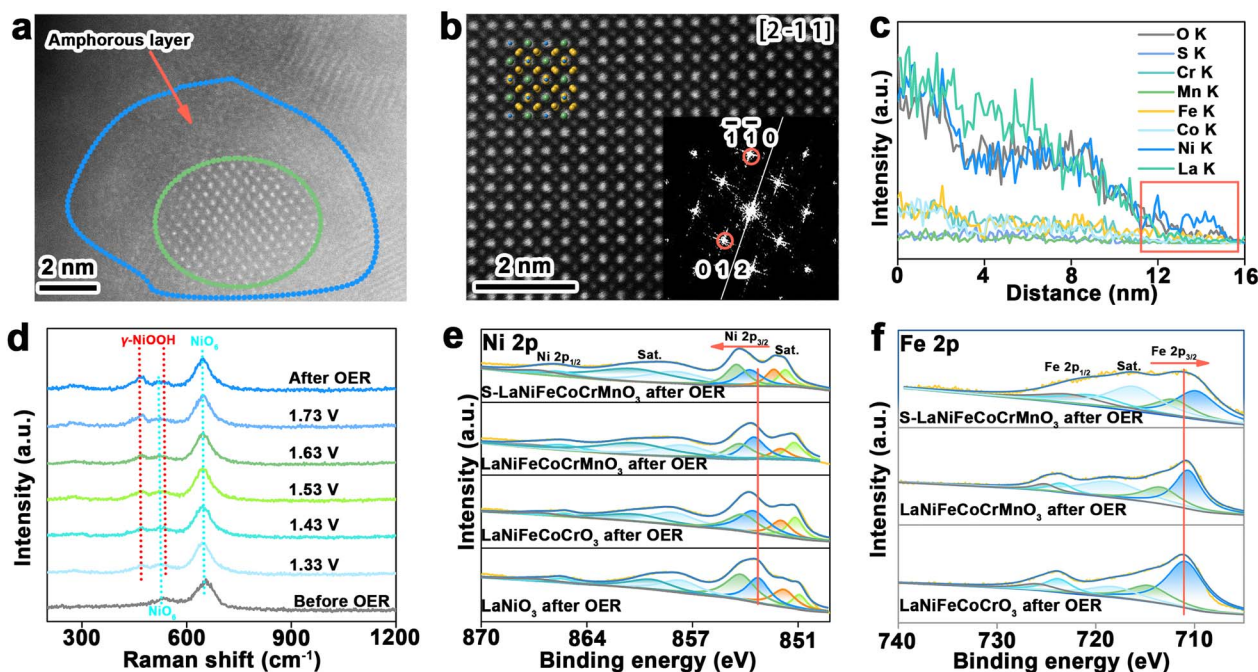 a
Amphorous layer
2 nm
b
[2-11]
1̅ 1̅ 0
0 1 2
2 nm
c
Intensity (a.u.)
O K
S K
Cr K
Mn K
Fe K
Co K
Ni K
La K
0 4 8 12 16
Distance (nm)
d
Intensity (a.u.)
γ-NiOOH
NiO₆
After OER
1.73 V
1.63 V
1.53 V
1.43 V
1.33 V
Before OER
NiO₆
300 600 900 1200
Raman shift (cm⁻¹)
e
Intensity (a.u.)
Ni 2p
Ni 2p₃/₂
Ni 2p₁/₂
Sat.
Sat.
S-LaNiFeCoCrMnO₃ after OER
LaNiFeCoCrMnO₃ after OER
LaNiFeCoCrO₃ after OER
LaNiO₃ after OER
870 864 857 851
Binding energy (eV)
f
Intensity (a.u.)
Fe 2p
Fe 2p₃/₂
Sat.
Fe 2p₁/₂
S-LaNiFeCoCrMnO₃ after OER
LaNiFeCoCrMnO₃ after OER
LaNiFeCoCrO₃ after OER
740 730 720 710
Binding energy (eV)